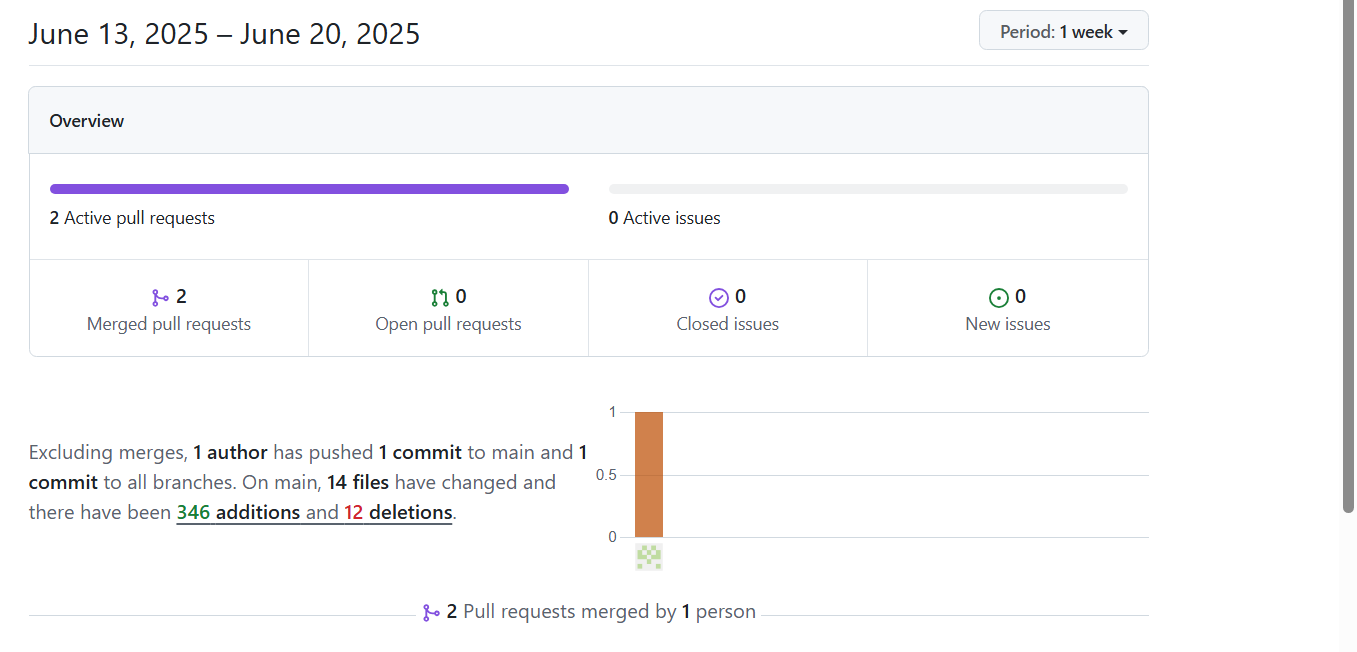 June 13, 2025 – June 20, 2025
Period: 1 week
Overview
2 Active pull requests
0 Active issues
2
Merged pull requests
0
Open pull requests
0
Closed issues
0
New issues
Excluding merges, 1 author has pushed 1 commit to main and 1
commit to all branches. On main, 14 files have changed and
there have been 346 additions and 12 deletions.
1
0.5
0
2 Pull requests merged by 1 person